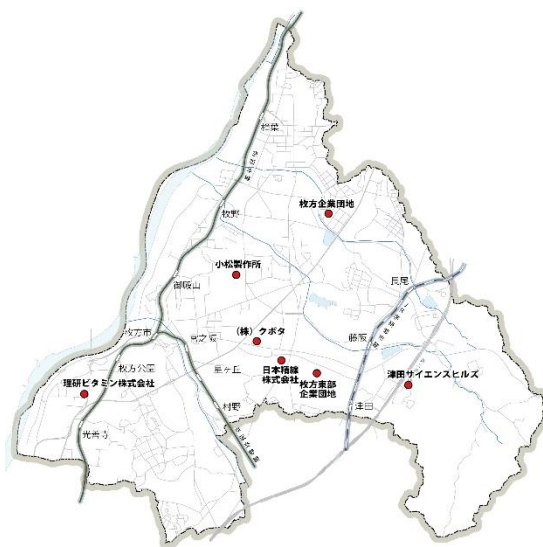 樟葉
枚方企業団地
牧野
小松製作所
長尾
御殿山
(株)クボタ
藤阪
枚方市
宮之阪
日本精線
株式会社
枚方東部
企業団地
津田サイエンスヒルズ
枚方公園
星ヶ丘
理研ビタミン株式会社
村野
津田
光善寺